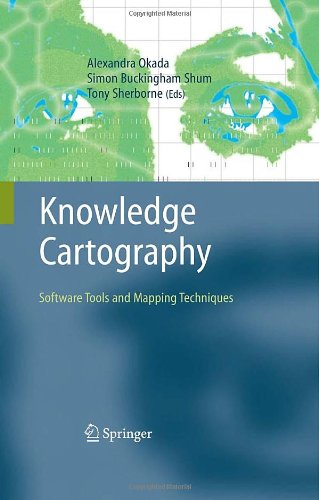 Alexandra Okada
Simon Buckingham Shum
Tony Sherborne (Eds)
Knowledge
Cartography
Software Tools and Mapping Techniques
Springer